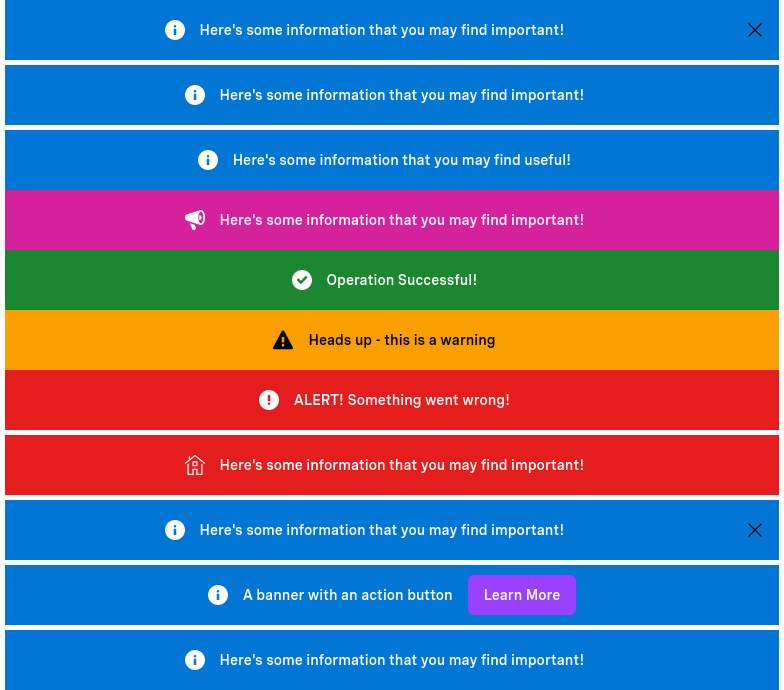 Here's some information that you may find important!
Here's some information that you may find important!
Here's some information that you may find useful!
Here's some information that you may find important!
Operation Successful!
Heads up - this is a warning
ALERT! Something went wrong!
Here's some information that you may find important!
Here's some information that you may find important!
A banner with an action button Learn More
Here's some information that you may find important!